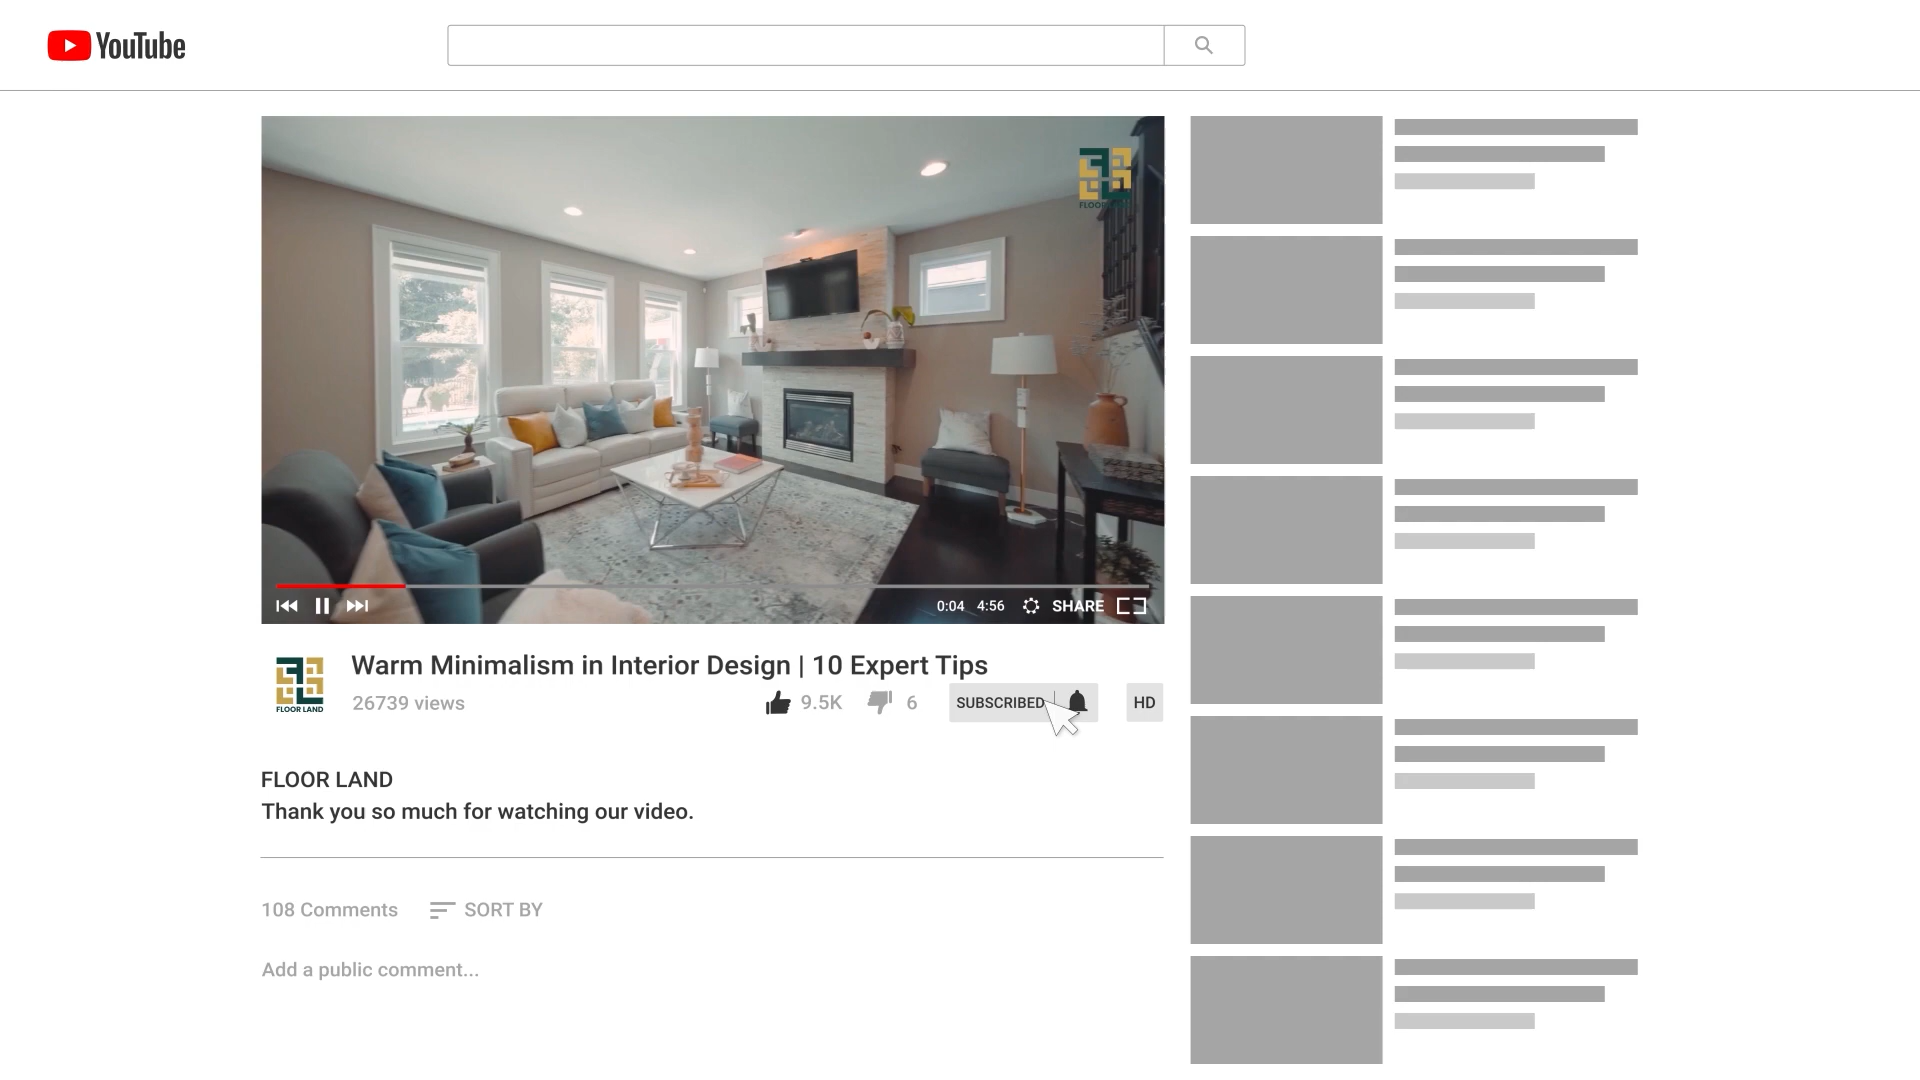 YouTube
FLOOR LAND
0:04 4:56 SHARE
Warm Minimalism in Interior Design | 10 Expert Tips
FLOOR LAND
26739 views 9.5K 6 SUBSCRIBED HD
FLOOR LAND
Thank you so much for watching our video.
108 Comments SORT BY
Add a public comment...